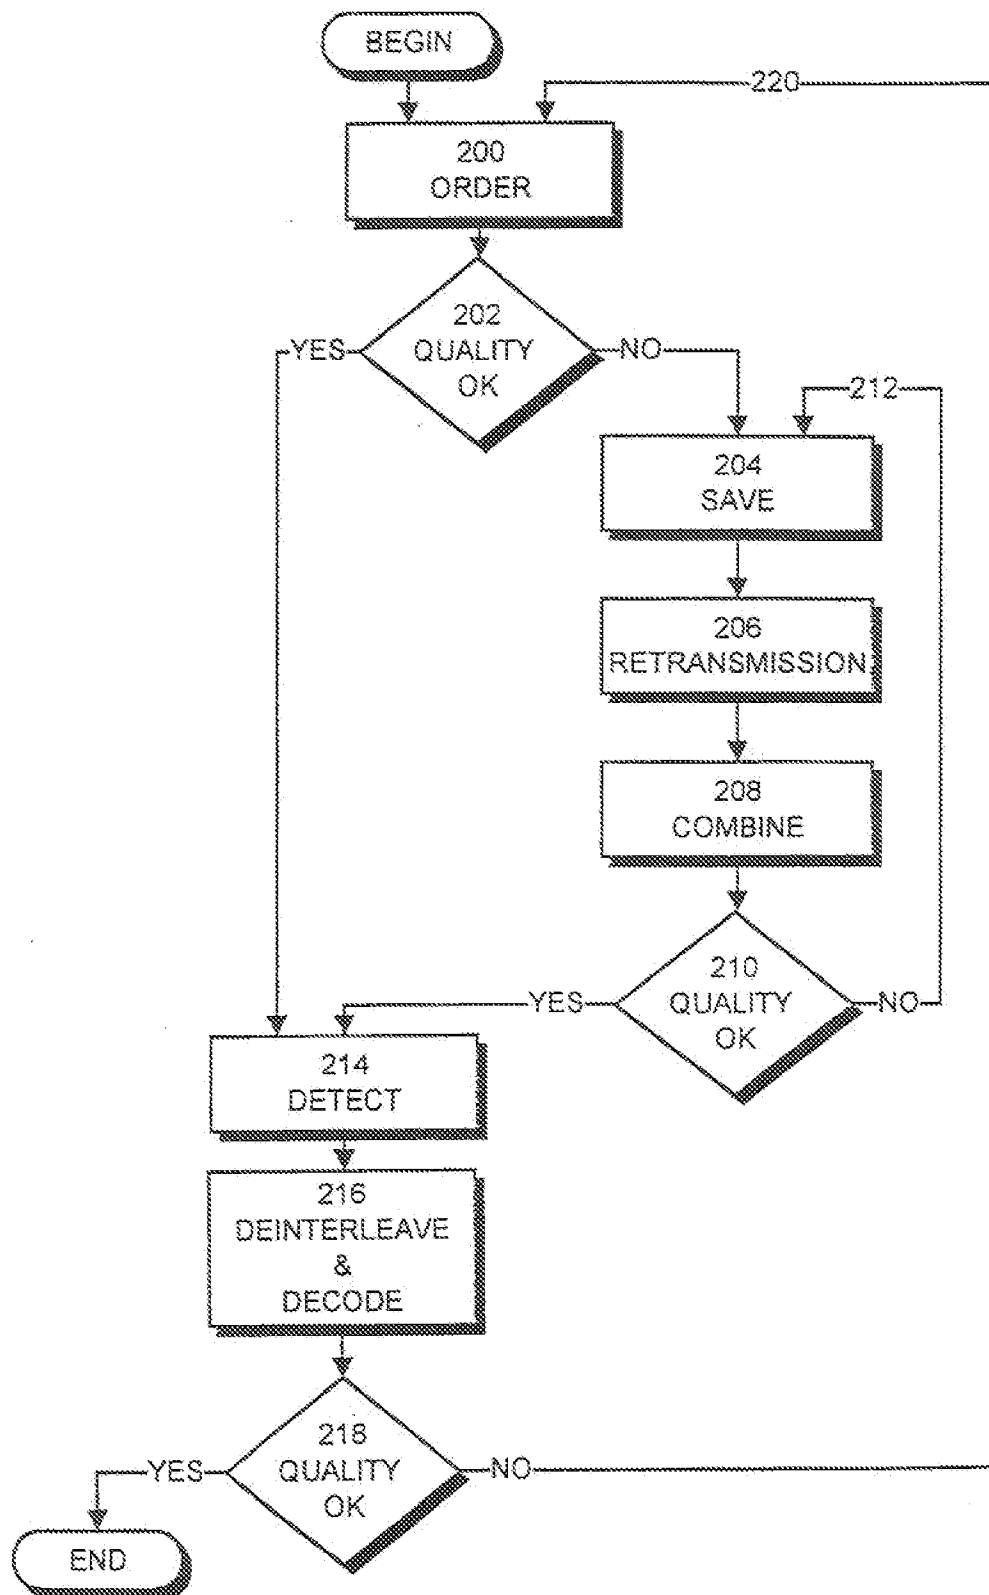 BEGIN
220
200
ORDER
202
QUALITY
OK
YES
NO
212
204
SAVE
206
RETRANSMISSION
208
COMBINE
210
QUALITY
OK
YES
NO
214
DETECT
216
DEINTERLEAVE
&
DECODE
218
QUALITY
OK
YES
NO
END